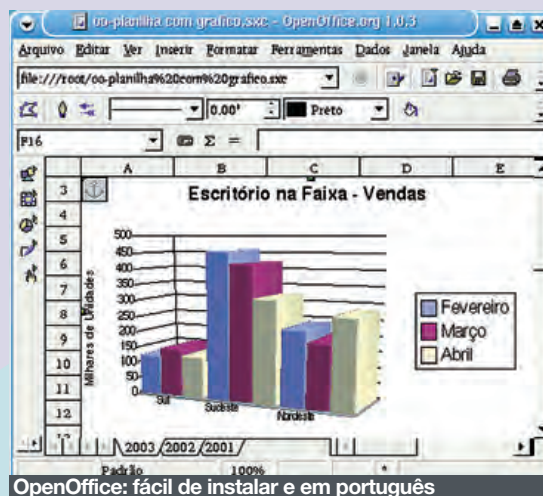 oo-planilha com grafico.sxc - OpenOffice.org 1.0.3
Arquivo Editar Ver Inserir Formatar Ferramentas Dados Janela Ajuda
file:///root/oo-planilha%20com%20grafico.sxc
0.00" Preto
F16 Σ =
A B C D E
3
4
5
6
7
8
9
10
11
12
Escritório na Faixa - Vendas
Milhares de Unidades
500
450
400
350
300
250
200
150
100
50
0
Sul Sudeste Nordeste
Fevereiro
Março
Abril
2003 2002 2001
Padrão 100% *
OpenOffice: fácil de instalar e em português